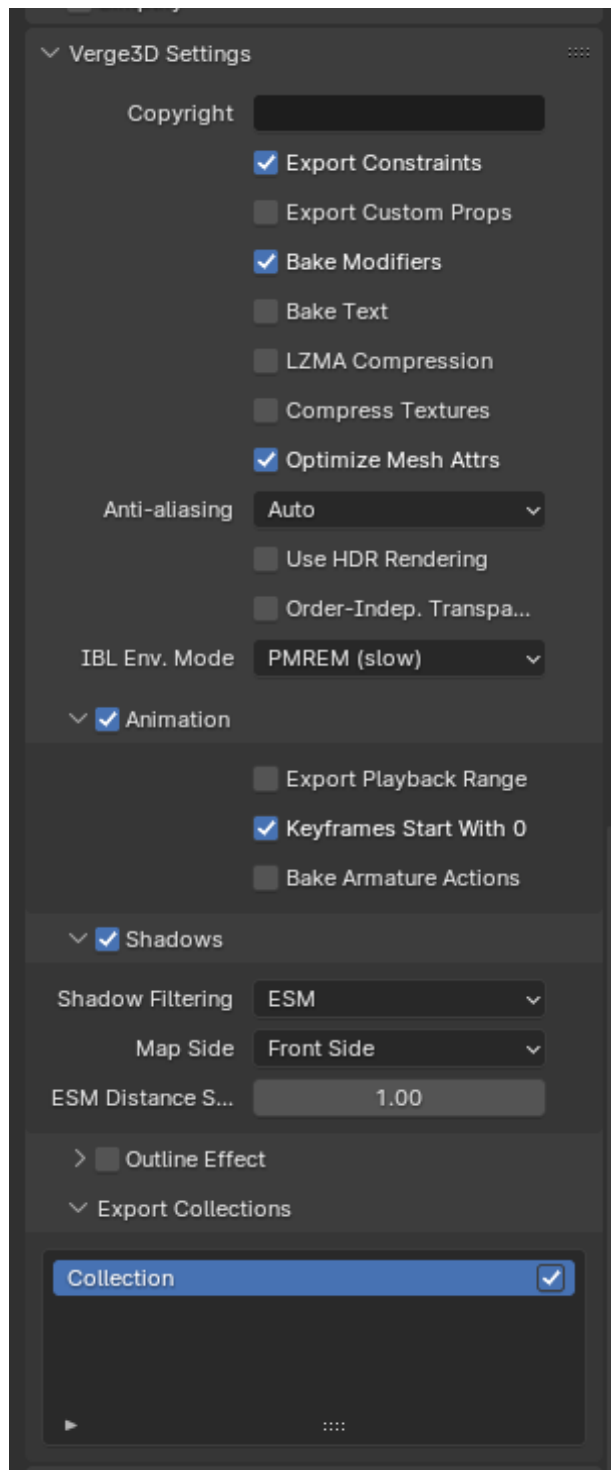 Verge3D Settings
Copyright
Export Constraints
Export Custom Props
Bake Modifiers
Bake Text
LZMA Compression
Compress Textures
Optimize Mesh Attrs
Anti-aliasing Auto
Use HDR Rendering
Order-Indep. Transpa...
IBL Env. Mode PMREM (slow)
Animation
Export Playback Range
Keyframes Start With 0
Bake Armature Actions
Shadows
Shadow Filtering ESM
Map Side Front Side
ESM Distance S... 1.00
Outline Effect
Export Collections
Collection